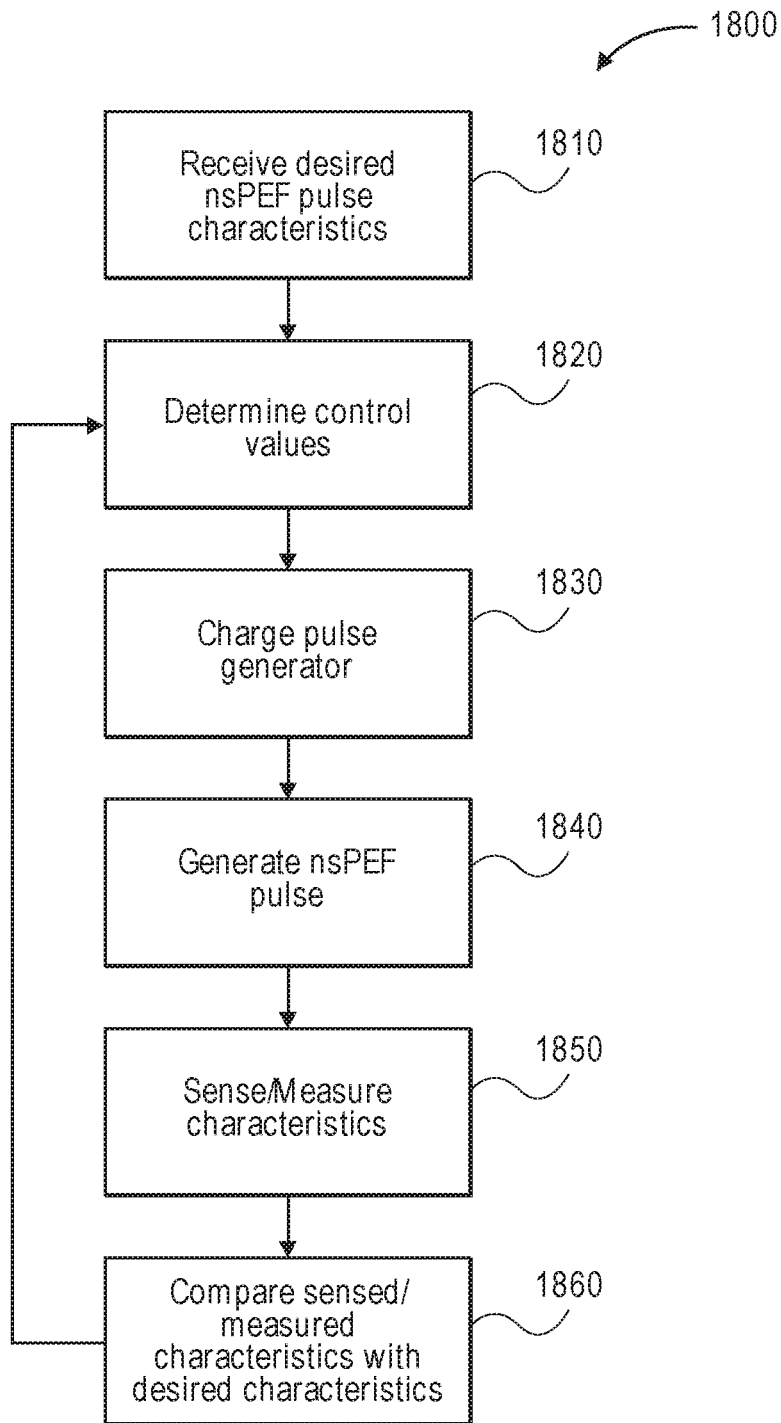 1800
Receive desired
nsPEF pulse
characteristics
1810
Determine control
values
1820
Charge pulse
generator
1830
Generate nsPEF
pulse
1840
Sense/Measure
characteristics
1850
Compare sensed/
measured
characteristics with
desired characteristics
1860